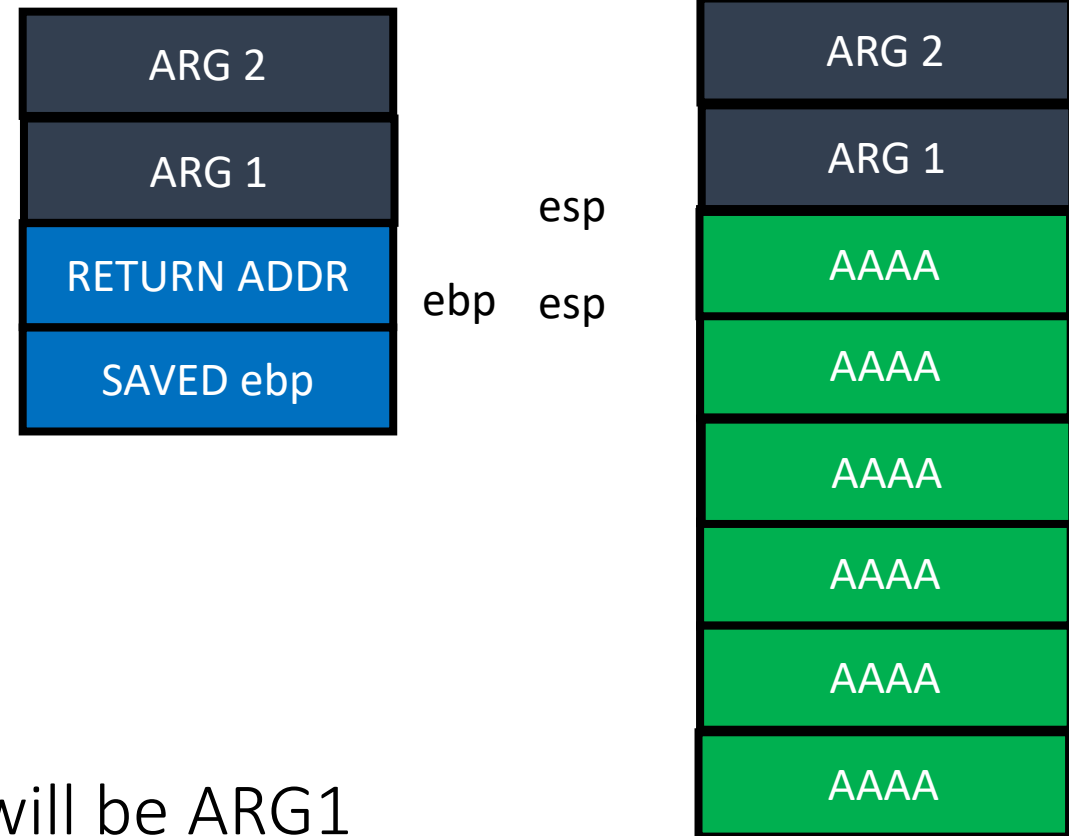 ARG 2
ARG 1
RETURN ADDR
SAVED ebp
ebp
esp
esp
ARG 2
ARG 1
AAAA
AAAA
AAAA
AAAA
AAAA
AAAA
will be ARG1